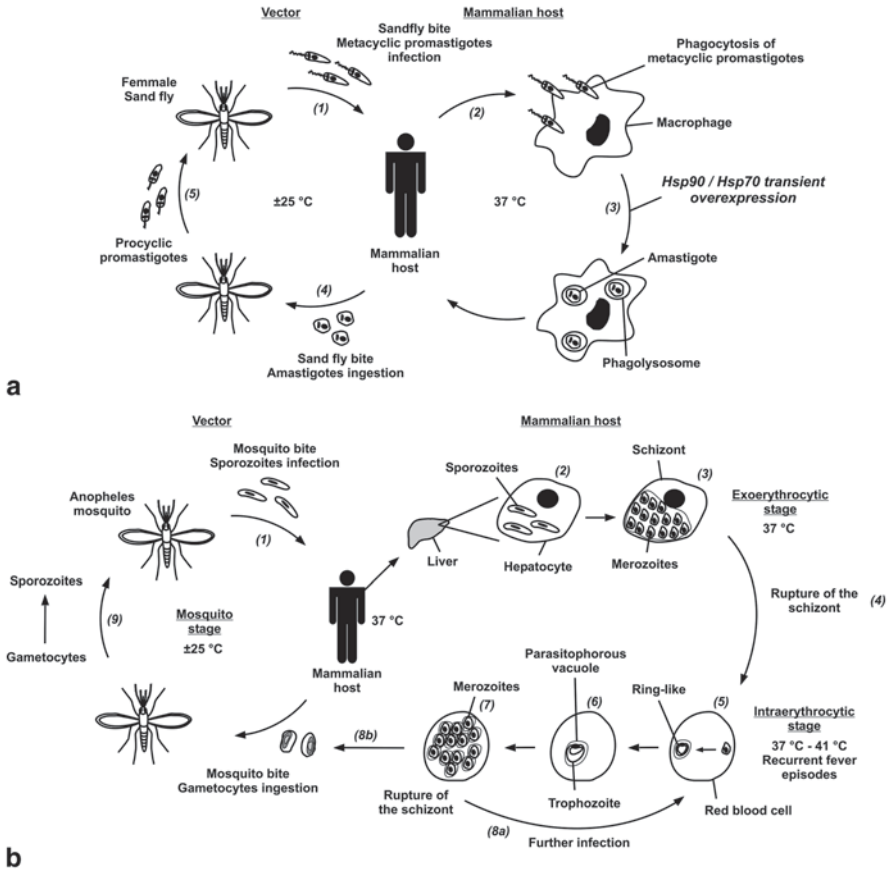 Vector
Mammalian host
Sandfly bite
Metacyclic promastigotes
infection
Phagocytosis of
metacyclic promastigotes
Femmale
Sand fly
(1)
(2)
Macrophage
(5)
±25 °C
37 °C
(3)
Hsp90 / Hsp70 transient
overexpression
Procyclic
promastigotes
Mammalian
host
Amastigote
(4)
Sand fly bite
Amastigotes ingestion
Phagolysosome
a
Vector
Mammalian host
Mosquito bite
Sporozoites infection
Schizont
Sporozoites
(2)
(3)
Anopheles
mosquito
Exoerythrocytic
stage
37 °C
(1)
Liver
Hepatocyte
Merozoites
Sporozoites
(9)
Mosquito
stage
±25 °C
37 °C
Rupture of the
schizont
(4)
Gametocytes
Mammalian
host
Parasitophorous
vacuole
Merozoites
(7)
(6)
Ring-like
(5)
Intraerythrocytic
stage
37 °C - 41 °C
Recurrent fever
episodes
(8b)
Mosquito bite
Gametocytes ingestion
Rupture of
the schizont
Trophozoite
Red blood cell
(8a)
Further infection
b